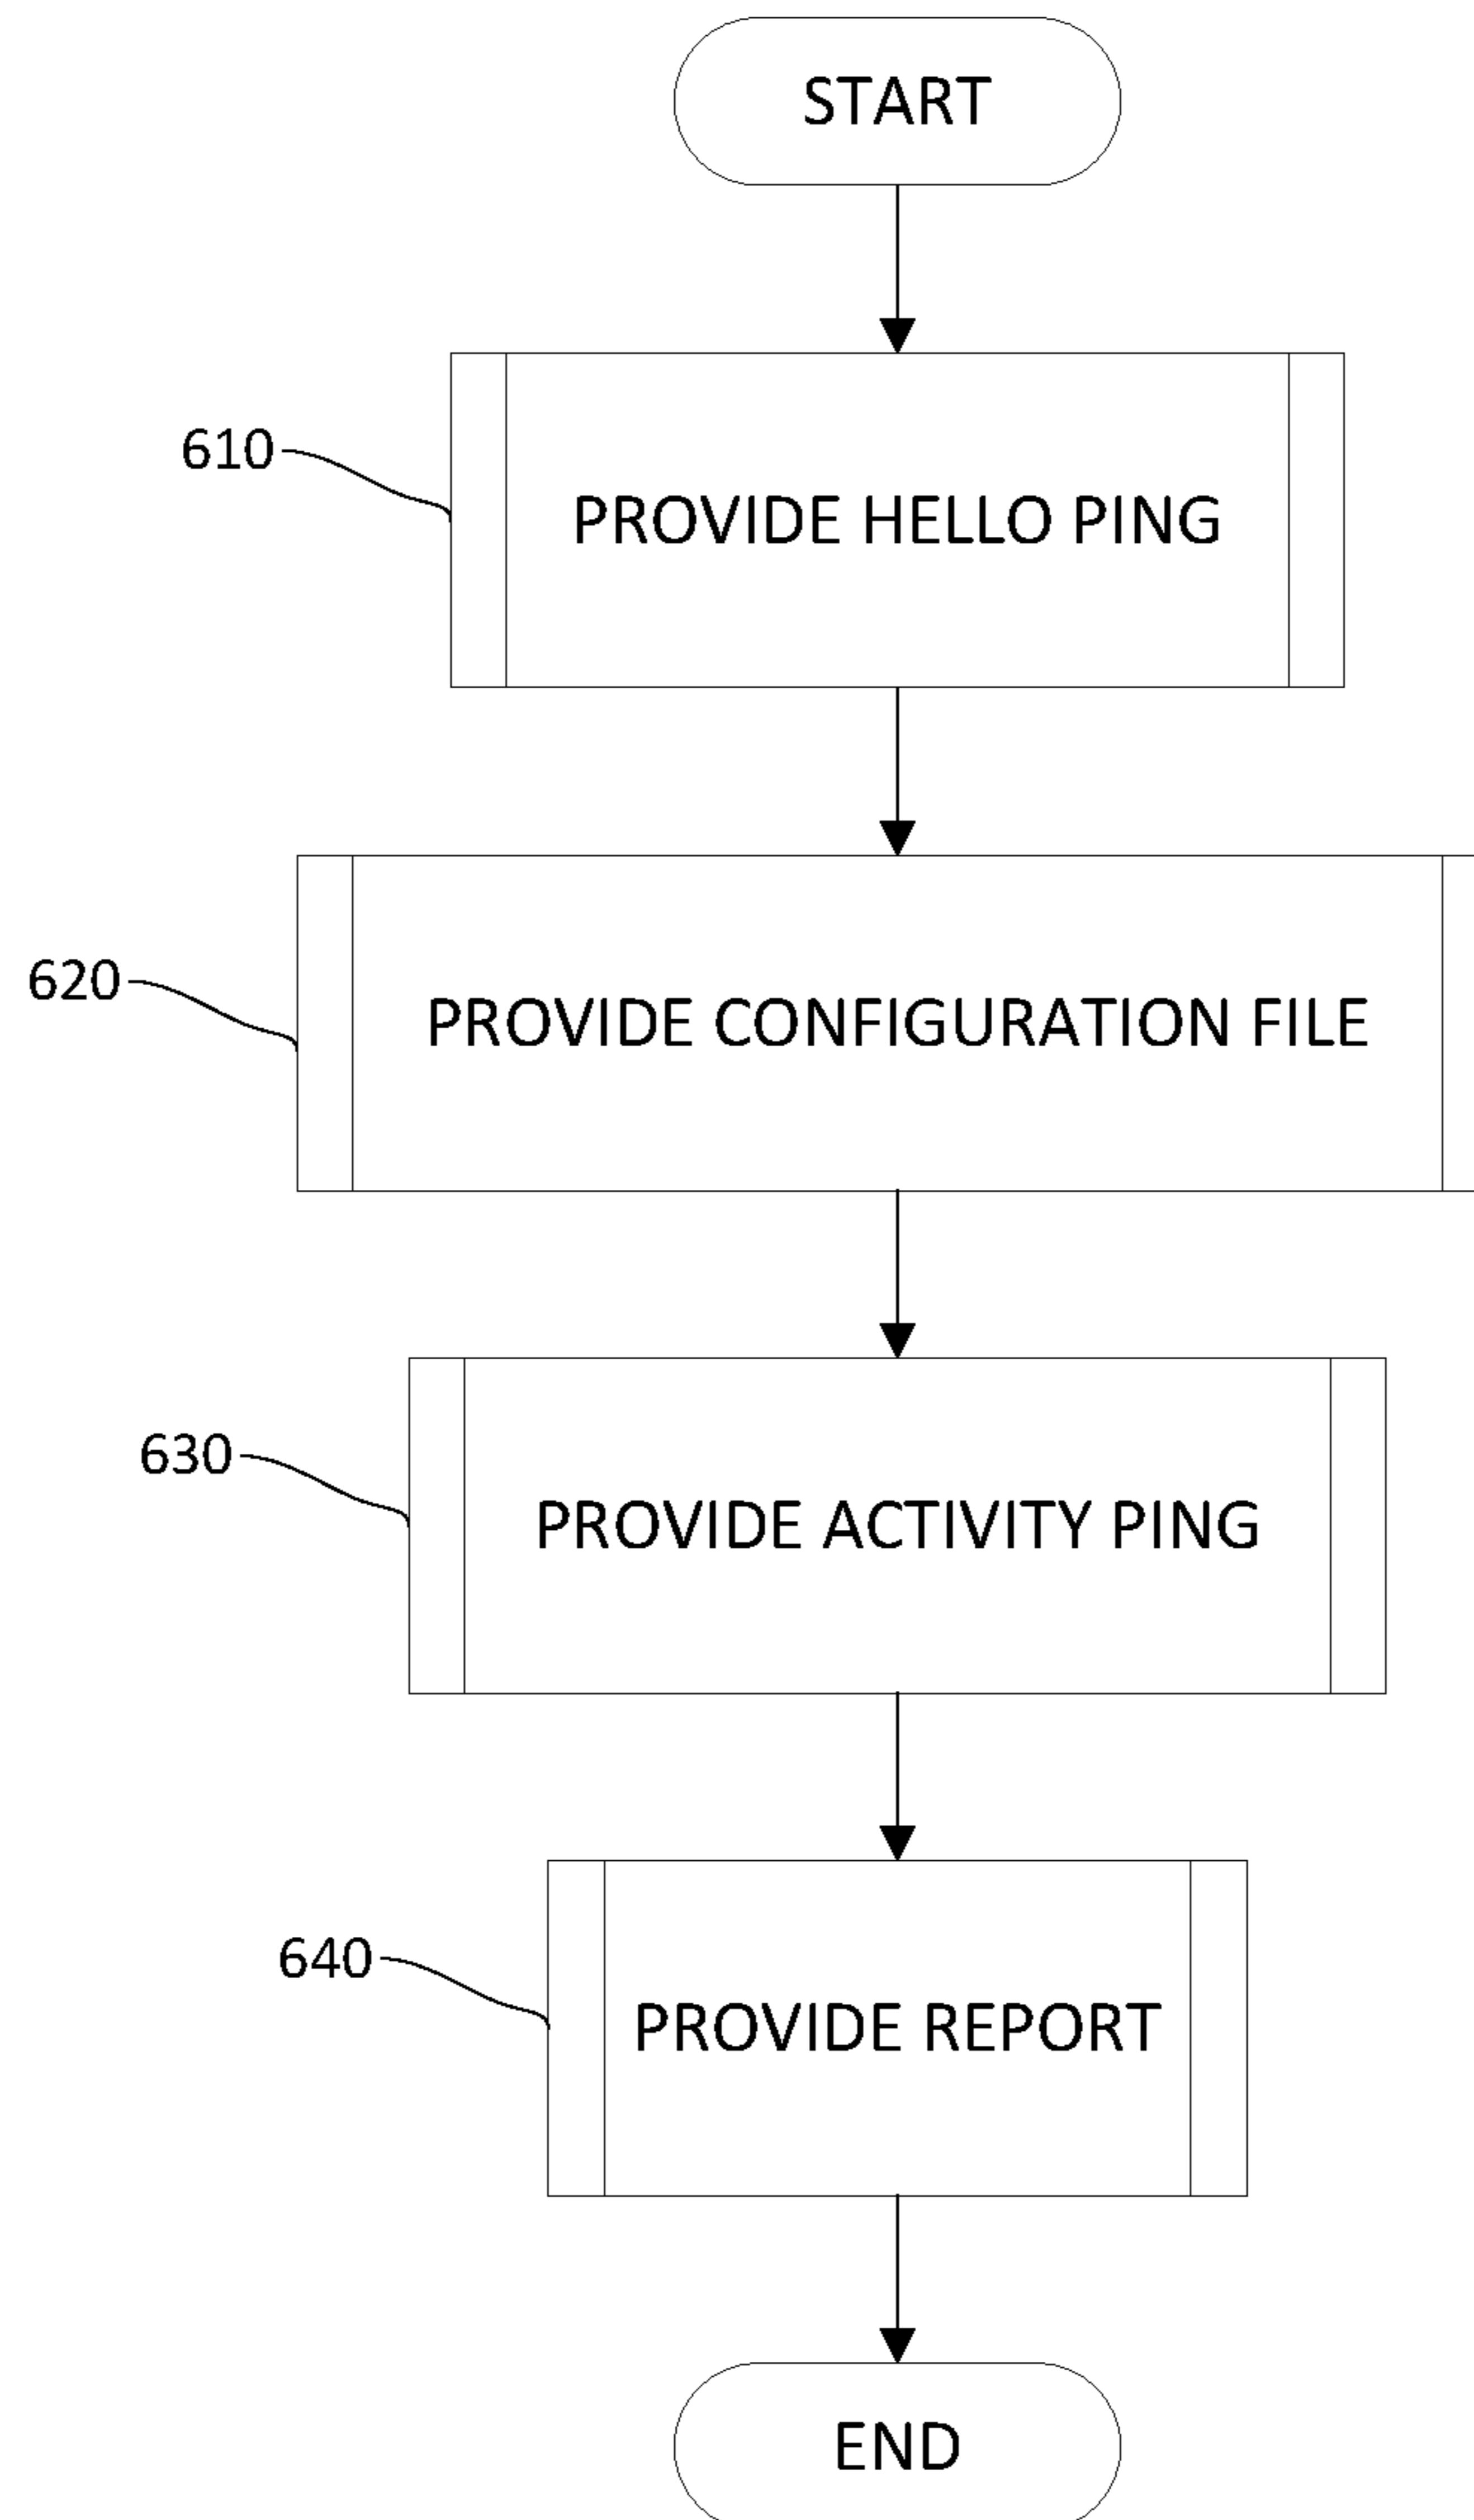 START
610
PROVIDE HELLO PING
620
PROVIDE CONFIGURATION FILE
630
PROVIDE ACTIVITY PING
640
PROVIDE REPORT
END